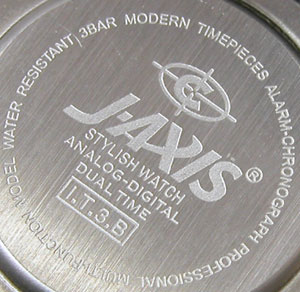 WATER RESISTANT, 3BAR MODERN TIMEPIECES ALARM-CHRONOGRAPH PROFESSIONAL MULTI-FUNCTION MODEL
J-AXIS®
STYLISH WATCH
ANALOG-DIGITAL
DUAL TIME
I.T.3.B